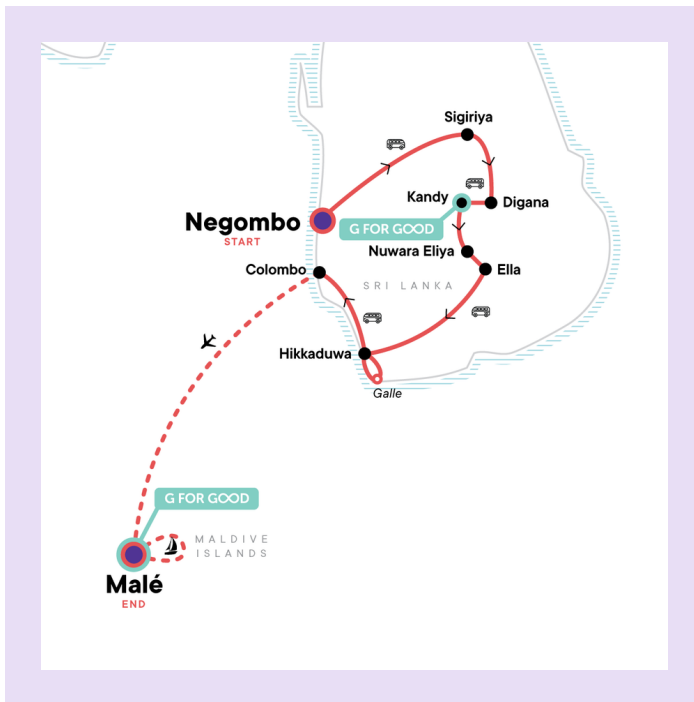 Sigiriya
Kandy
Digana
Negombo
START
G FOR GOOD
Nuwara Eliya
Colombo
Ella
SRI LANKA
Hikkaduwa
Galle
G FOR GOOD
MALDIVE
ISLANDS
Malé
END